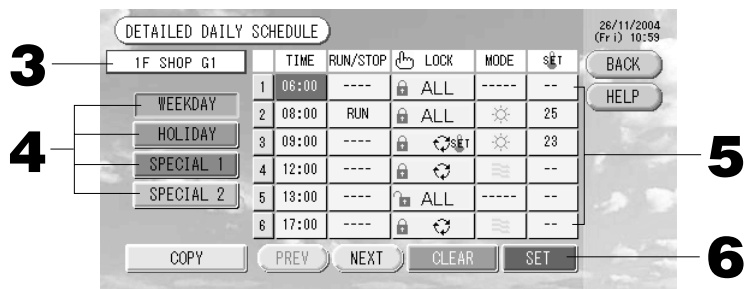 DETAILED DAILY SCHEDULE
26/11/2004
(Fri) 10:59
3
1F SHOP G1
TIME RUN/STOP LOCK MODE SET
BACK
HELP
1 06:00 ---- ALL ----- --
WEEKDAY
2 08:00 RUN ALL 25
HOLIDAY
3 09:00 ---- SET 23
4
SPECIAL 1
4 12:00 ---- --
5
SPECIAL 2
5 13:00 ---- ALL ----- --
6 17:00 ---- --
COPY PREV NEXT CLEAR SET
6